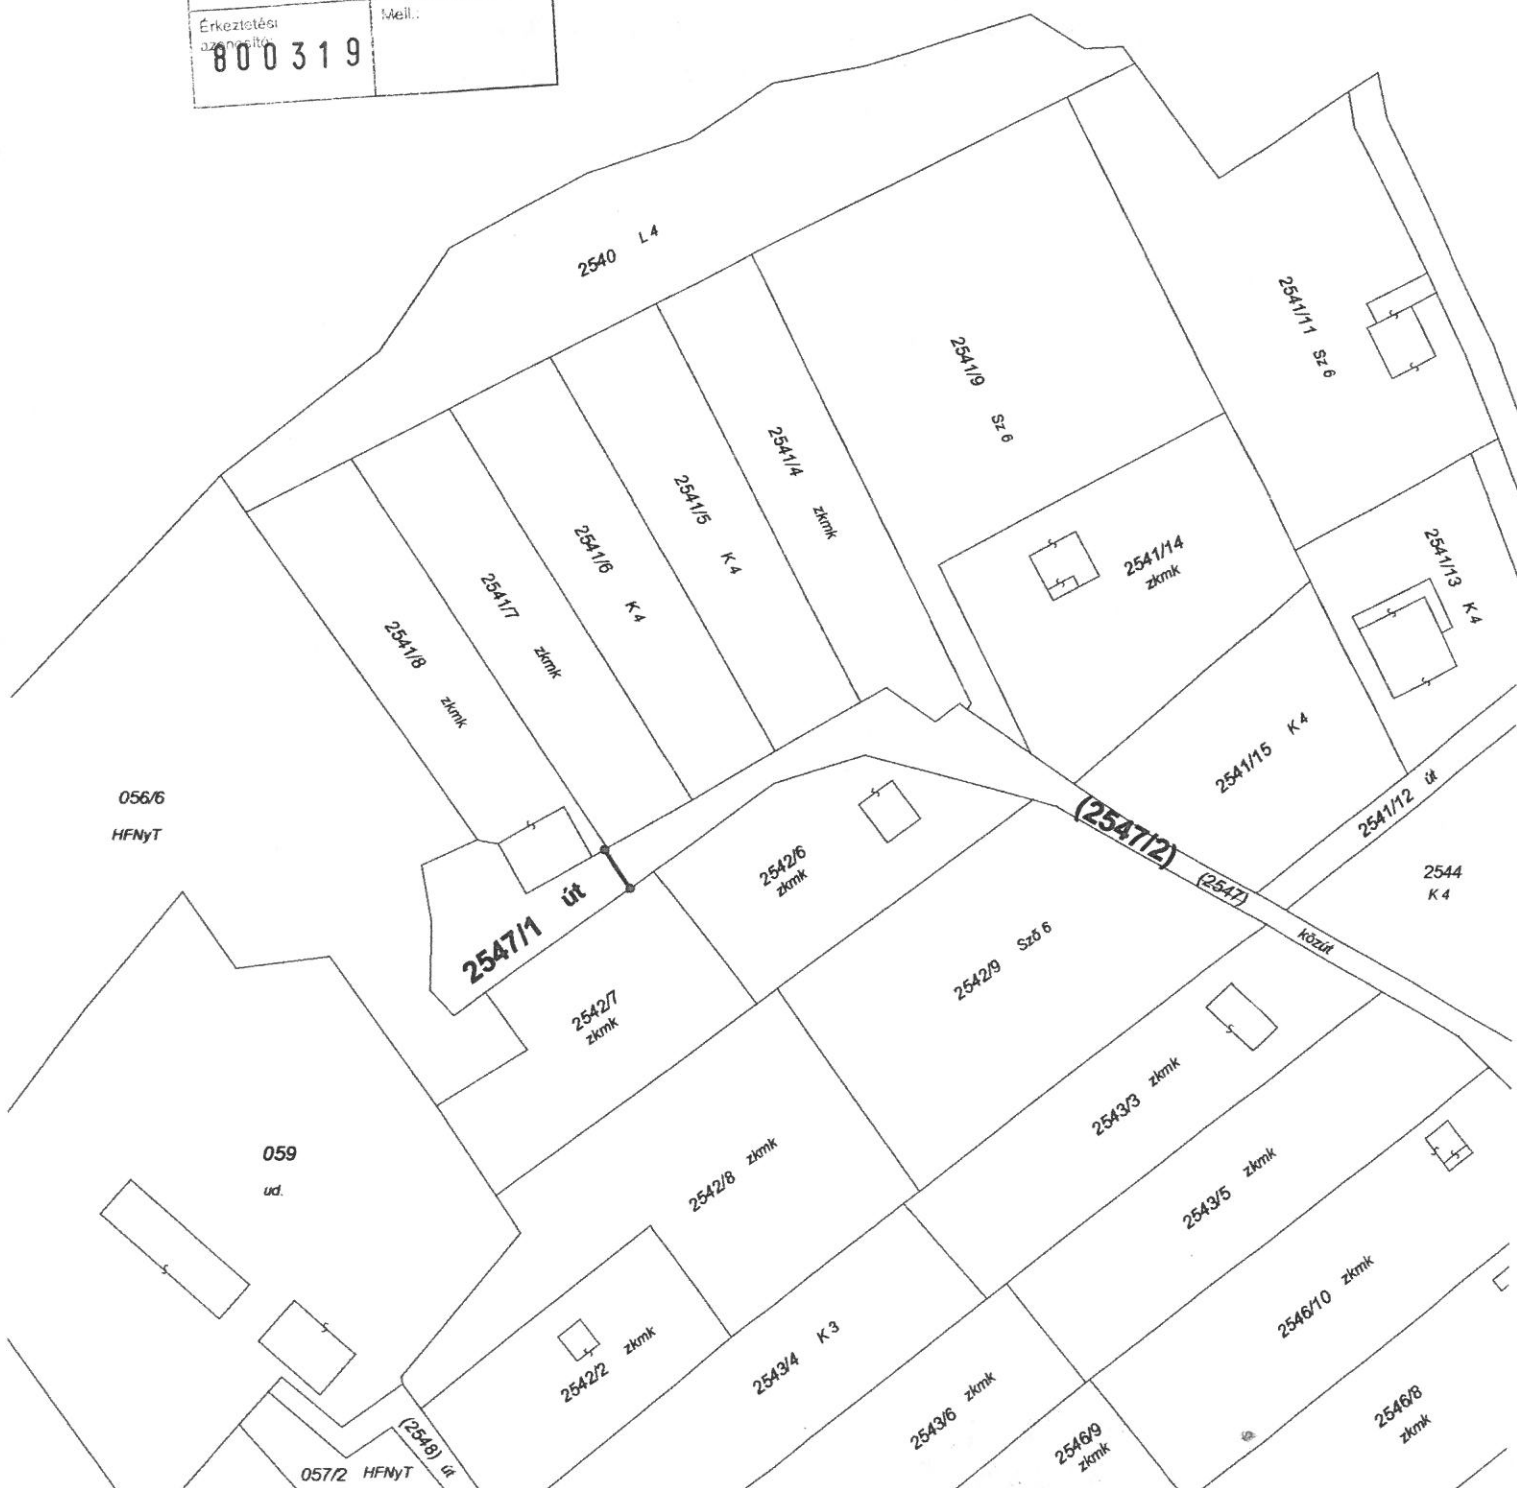 Érkeztetési
azonosító:
Mell.:
800319
2540 L 4
2541/11 Sz 6
2541/9 Sz 6
2541/4 zkmk
2541/5 K 4
2541/6 K 4
2541/7 zkmk
2541/8 zkmk
2541/14
zkmk
2541/13 K 4
2541/15 K 4
2541/12 út
056/6
HFNyT
(2547/2)
(2547)
közút
2544
K 4
2542/6
zkmk
2547/1 út
2542/9 Sző 6
2542/7
zkmk
2543/3 zkmk
059
ud.
2542/8 zkmk
2543/5 zkmk
2546/10 zkmk
2542/2 zkmk
2543/4 K 3
2543/6 zkmk
2546/9
zkmk
2546/8
zkmk
(2548) út
057/2 HFNyT